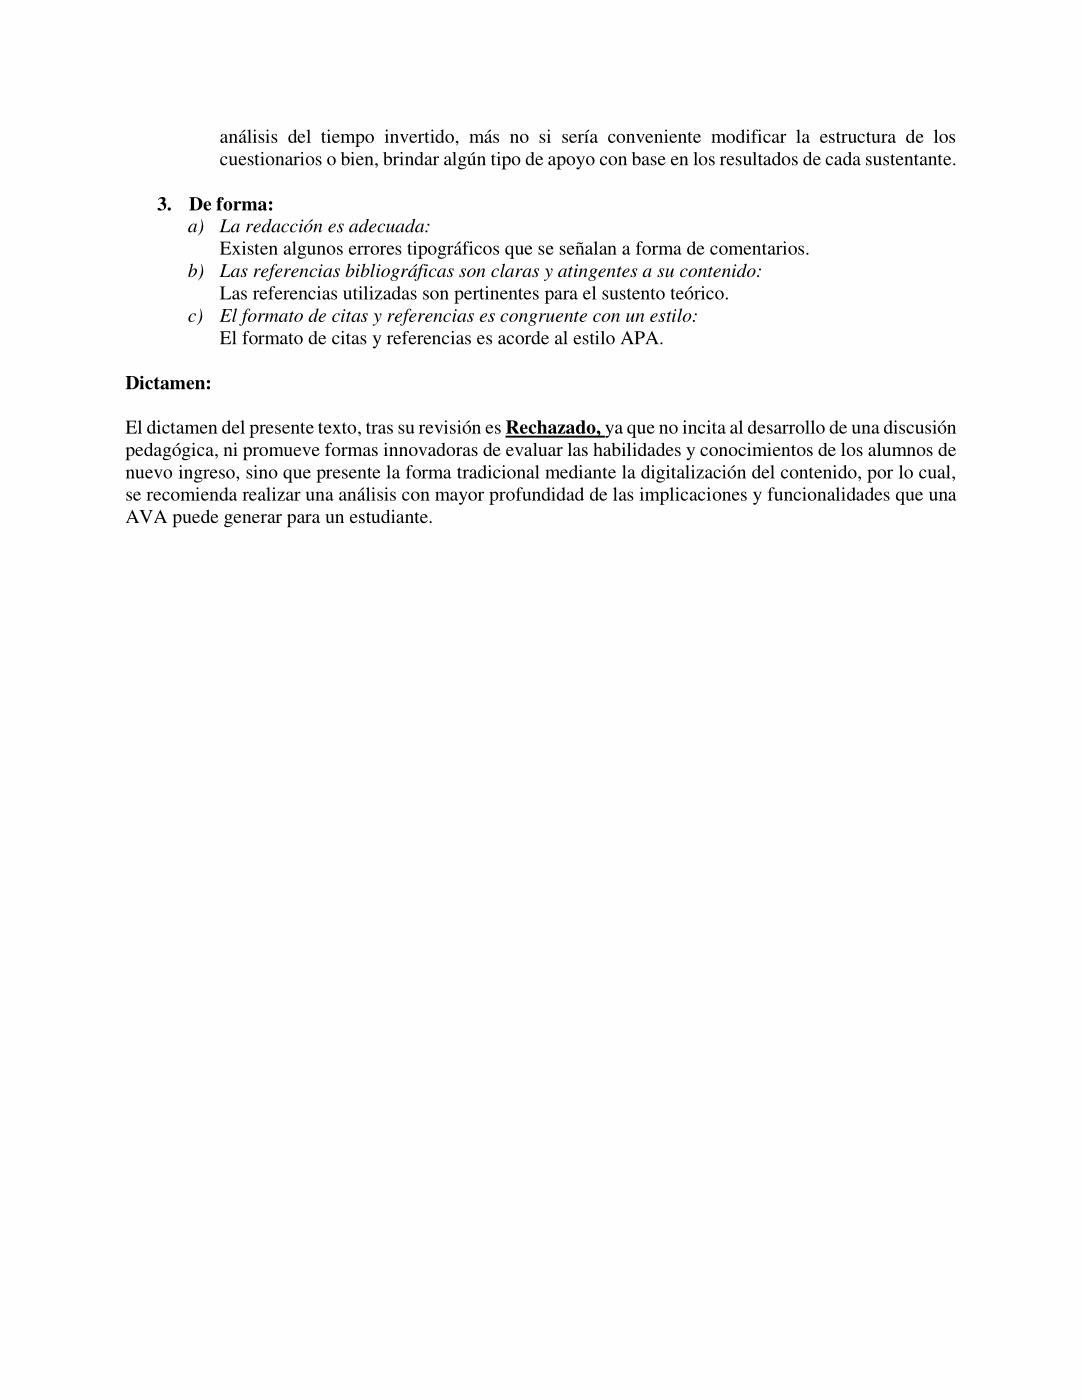 análisis del tiempo invertido, más no si sería conveniente modificar la estructura de los
cuestionarios o bien, brindar algún tipo de apoyo con base en los resultados de cada sustentante.
3. De forma:
a) La redacción es adecuada:
Existen algunos errores tipográficos que se señalan a forma de comentarios.
b) Las referencias bibliográficas son claras y atingentes a su contenido:
Las referencias utilizadas son pertinentes para el sustento teórico.
c) El formato de citas y referencias es congruente con un estilo:
El formato de citas y referencias es acorde al estilo APA.
Dictamen:
El dictamen del presente texto, tras su revisión es Rechazado, ya que no incita al desarrollo de una discusión
pedagógica, ni promueve formas innovadoras de evaluar las habilidades y conocimientos de los alumnos de
nuevo ingreso, sino que presente la forma tradicional mediante la digitalización del contenido, por lo cual,
se recomienda realizar una análisis con mayor profundidad de las implicaciones y funcionalidades que una
AVA puede generar para un estudiante.